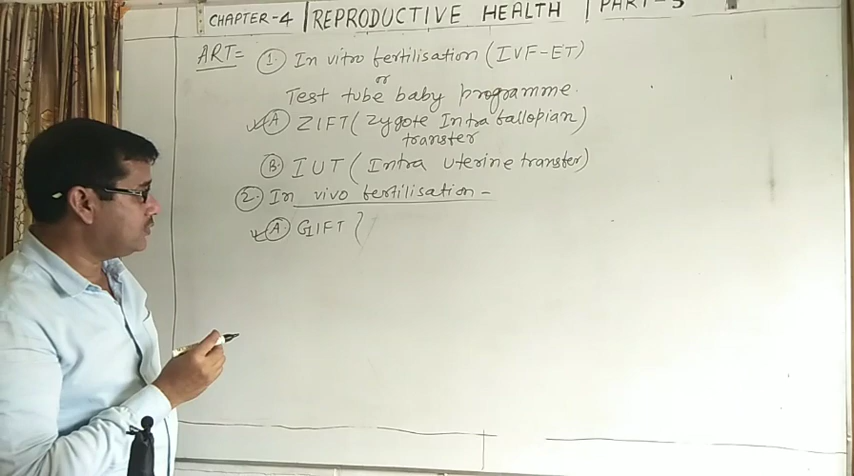 CHAPTER-4 | REPRODUCTIVE HEALTH | PART-5
ART= ① In vitro fertilisation (IVF-ET)
or
Test tube baby programme.
Ⓐ ZIFT (Zygote Intra fallopian)
transfer
Ⓑ IUT (Intra Uterine transfer)
② In vivo fertilisation -
Ⓐ GIFT (